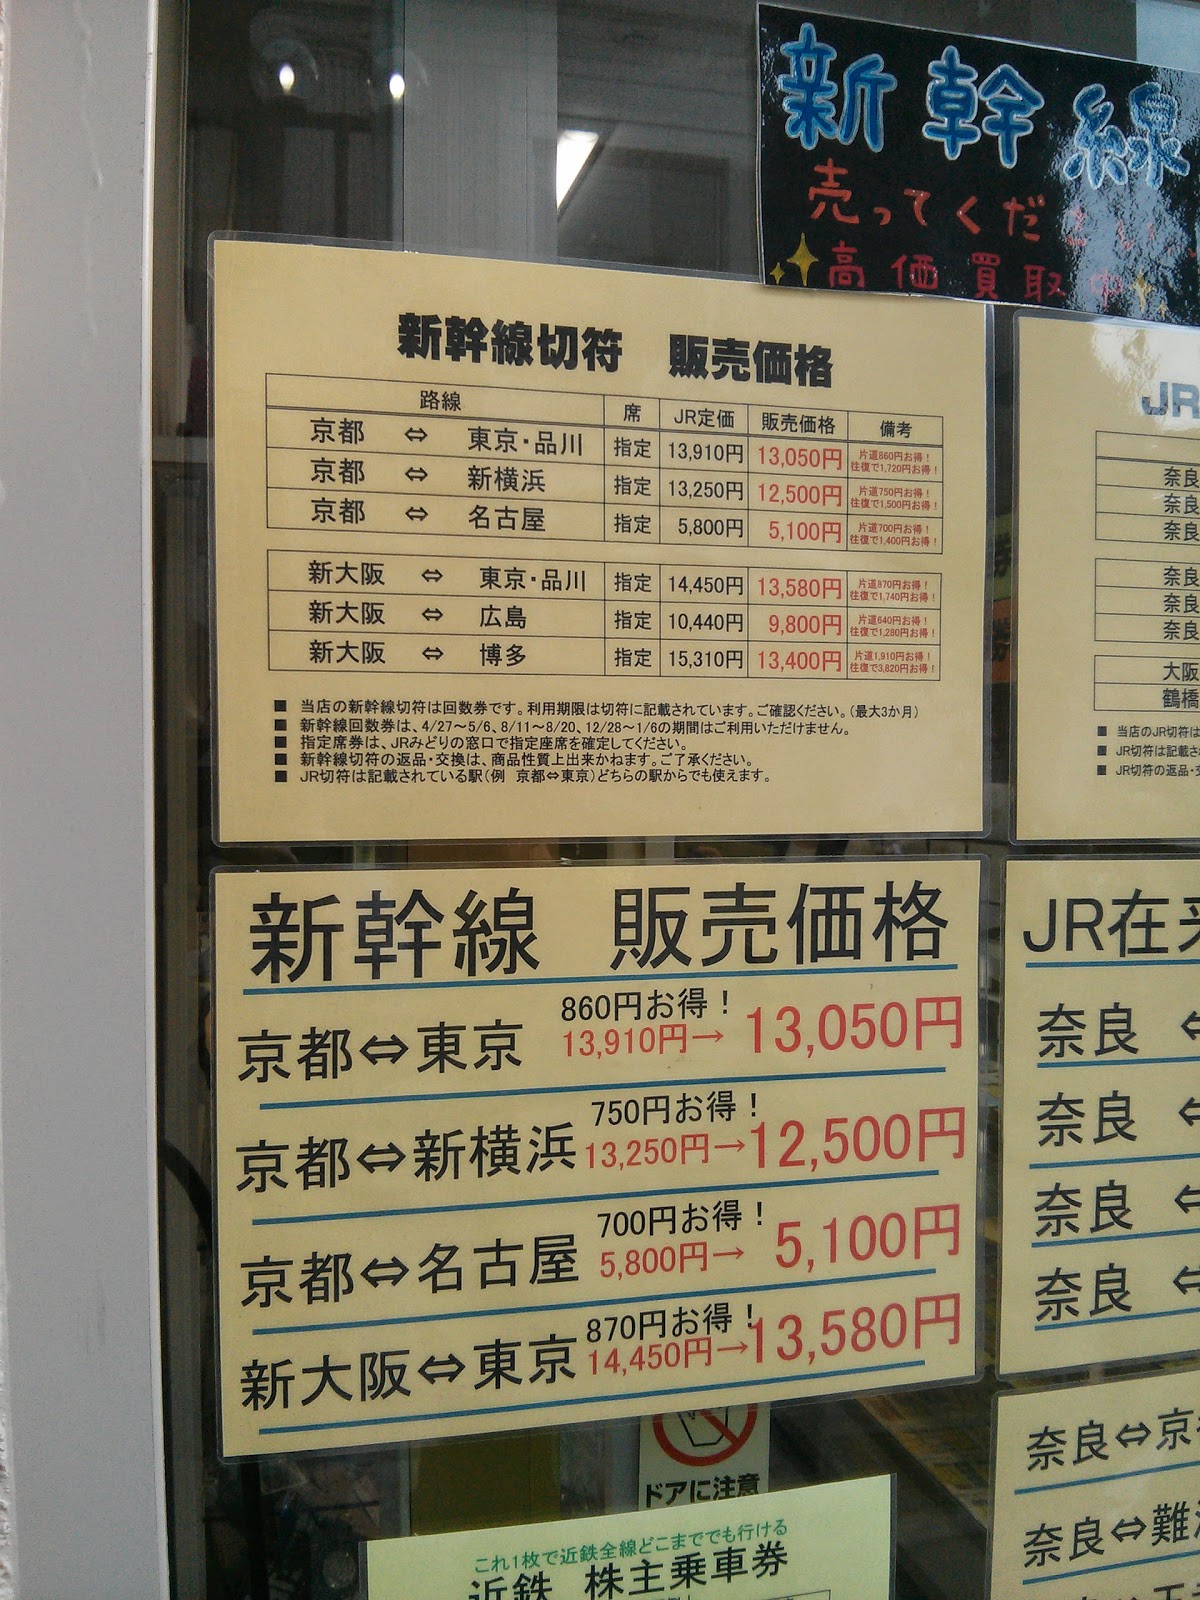 新幹線
売ってください
高価買取中
新幹線切符 販売価格
路線 席 JR定価 販売価格 備考
京都 ⇔ 東京・品川 指定 13,910円 13,050円 片道860円お得! 往復で1,720円お得!
京都 ⇔ 新横浜 指定 13,250円 12,500円 片道750円お得! 往復で1,500円お得!
京都 ⇔ 名古屋 指定 5,800円 5,100円 片道700円お得! 往復で1,400円お得!
新大阪 ⇔ 東京・品川 指定 14,450円 13,580円 片道870円お得! 往復で1,740円お得!
新大阪 ⇔ 広島 指定 10,440円 9,800円 片道640円お得! 往復で1,280円お得!
新大阪 ⇔ 博多 指定 15,310円 13,400円 片道1,910円お得! 往復で3,820円お得!
■ 当店の新幹線切符は回数券です。利用期限は切符に記載されています。ご確認ください。(最大3か月)
■ 新幹線回数券は、4/27～5/6、8/11～8/20、12/28～1/6の期間はご利用いただけません。
■ 指定席券は、JRみどりの窓口で指定座席を確定してください。
■ 新幹線切符の返品・交換は、商品性質上出来かねます。ご了承ください。
■ JR切符は記載されている駅(例 京都⇔東京)どちらの駅からでも使えます。
JR
奈良
奈良
奈良
奈良
奈良
奈良
大阪
鶴橋
■ 当店のJR切符は
■ JR切符は記載さ
■ JR切符の返品・交
新幹線 販売価格
京都⇔東京 860円お得! 13,910円→ 13,050円
京都⇔新横浜 750円お得! 13,250円→ 12,500円
京都⇔名古屋 700円お得! 5,800円→ 5,100円
新大阪⇔東京 870円お得! 14,450円→ 13,580円
JR在来
奈良 ⇔
奈良 ⇔
奈良 ⇔
奈良 ⇔
奈良⇔京都
奈良⇔難波
ドアに注意
これ1枚で近鉄全線どこまででも行ける
近鉄 株主乗車券